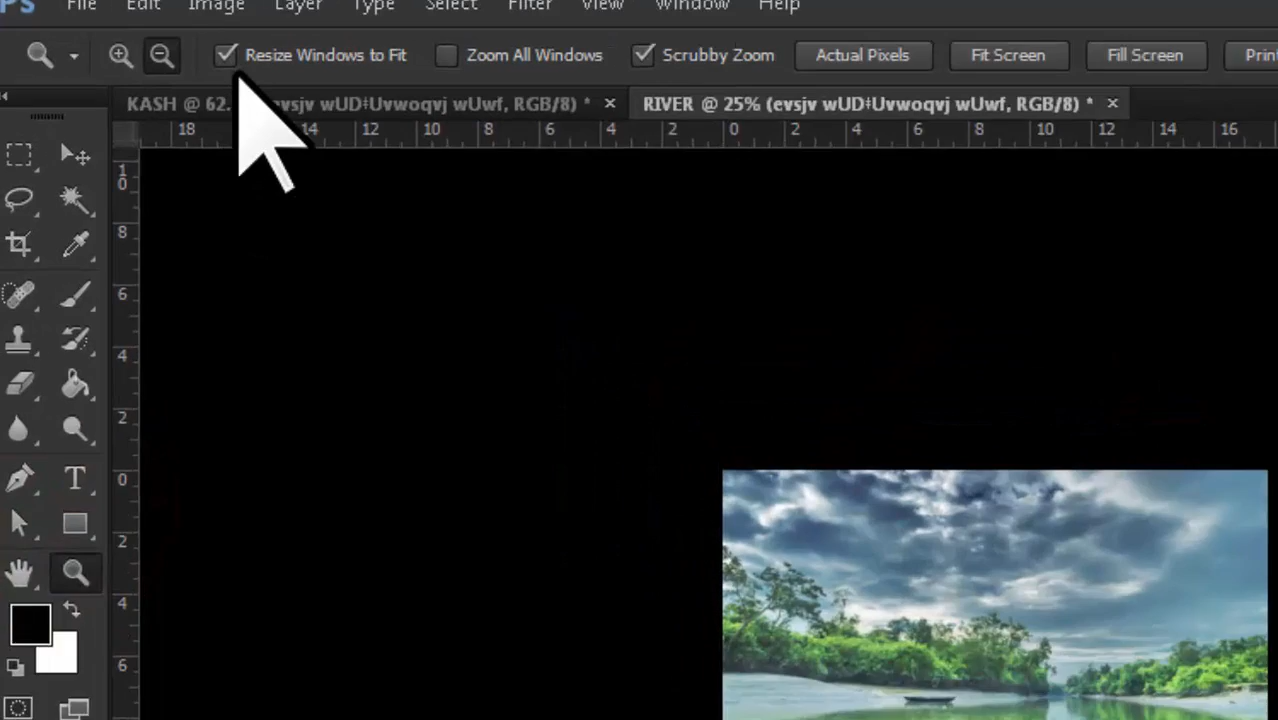 Ps File Edit Image Layer Type Select Filter View Window Help
Resize Windows to Fit Zoom All Windows Scrubby Zoom Actual Pixels Fit Screen Fill Screen Print
KASH @ 62. evsjv wUD‡Uvwoqvj wUwf, RGB/8) * × RIVER @ 25% (evsjv wUD‡Uvwoqvj wUwf, RGB/8) * ×
18 14 12 10 8 6 4 2 0 2 4 6 8 10 12 14 16
10
8
6
4
2
0
2
4
6
T